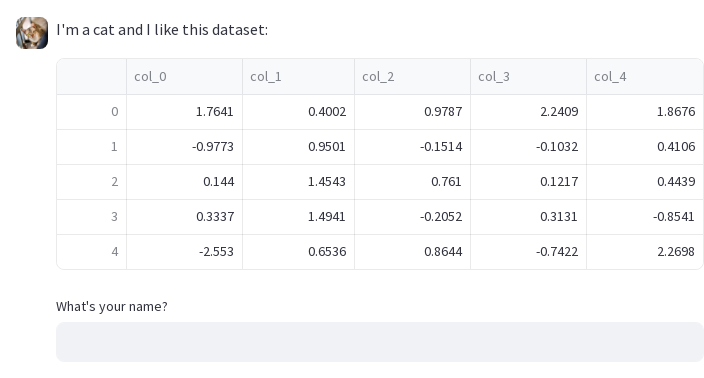 I'm a cat and I like this dataset:
col_0 col_1 col_2 col_3 col_4
0 1.7641 0.4002 0.9787 2.2409 1.8676
1 -0.9773 0.9501 -0.1514 -0.1032 0.4106
2 0.144 1.4543 0.761 0.1217 0.4439
3 0.3337 1.4941 -0.2052 0.3131 -0.8541
4 -2.553 0.6536 0.8644 -0.7422 2.2698
What's your name?